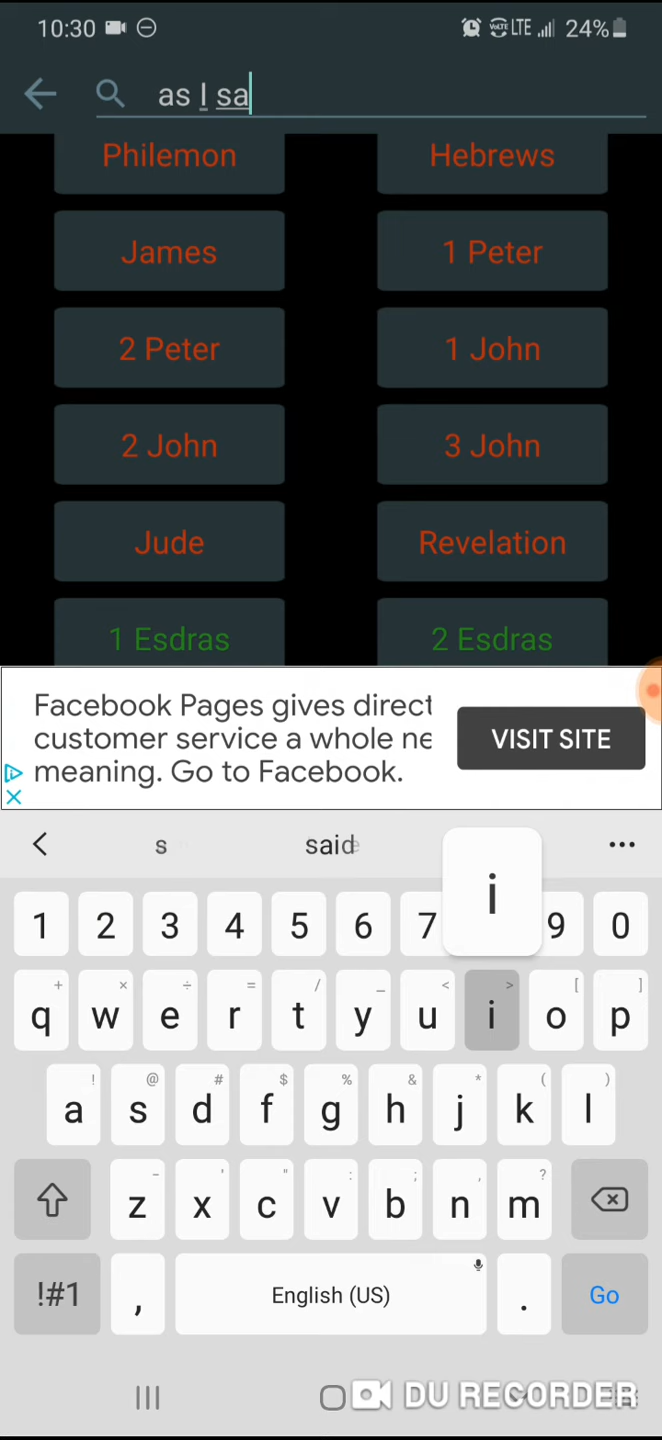 10:30 LTE 24%
as I sa
Philemon Hebrews
James 1 Peter
2 Peter 1 John
2 John 3 John
Jude Revelation
1 Esdras 2 Esdras
Facebook Pages gives direct
customer service a whole ne
meaning. Go to Facebook.
VISIT SITE
s said
i
1 2 3 4 5 6 7 9 0
+ × ÷ = / _ < > [ ]
q w e r t y u i o p
! @ # $ % & * ( )
a s d f g h j k l
- ' " : ; , ?
z x c v b n m
!#1 , English (US) . Go
DU RECORDER